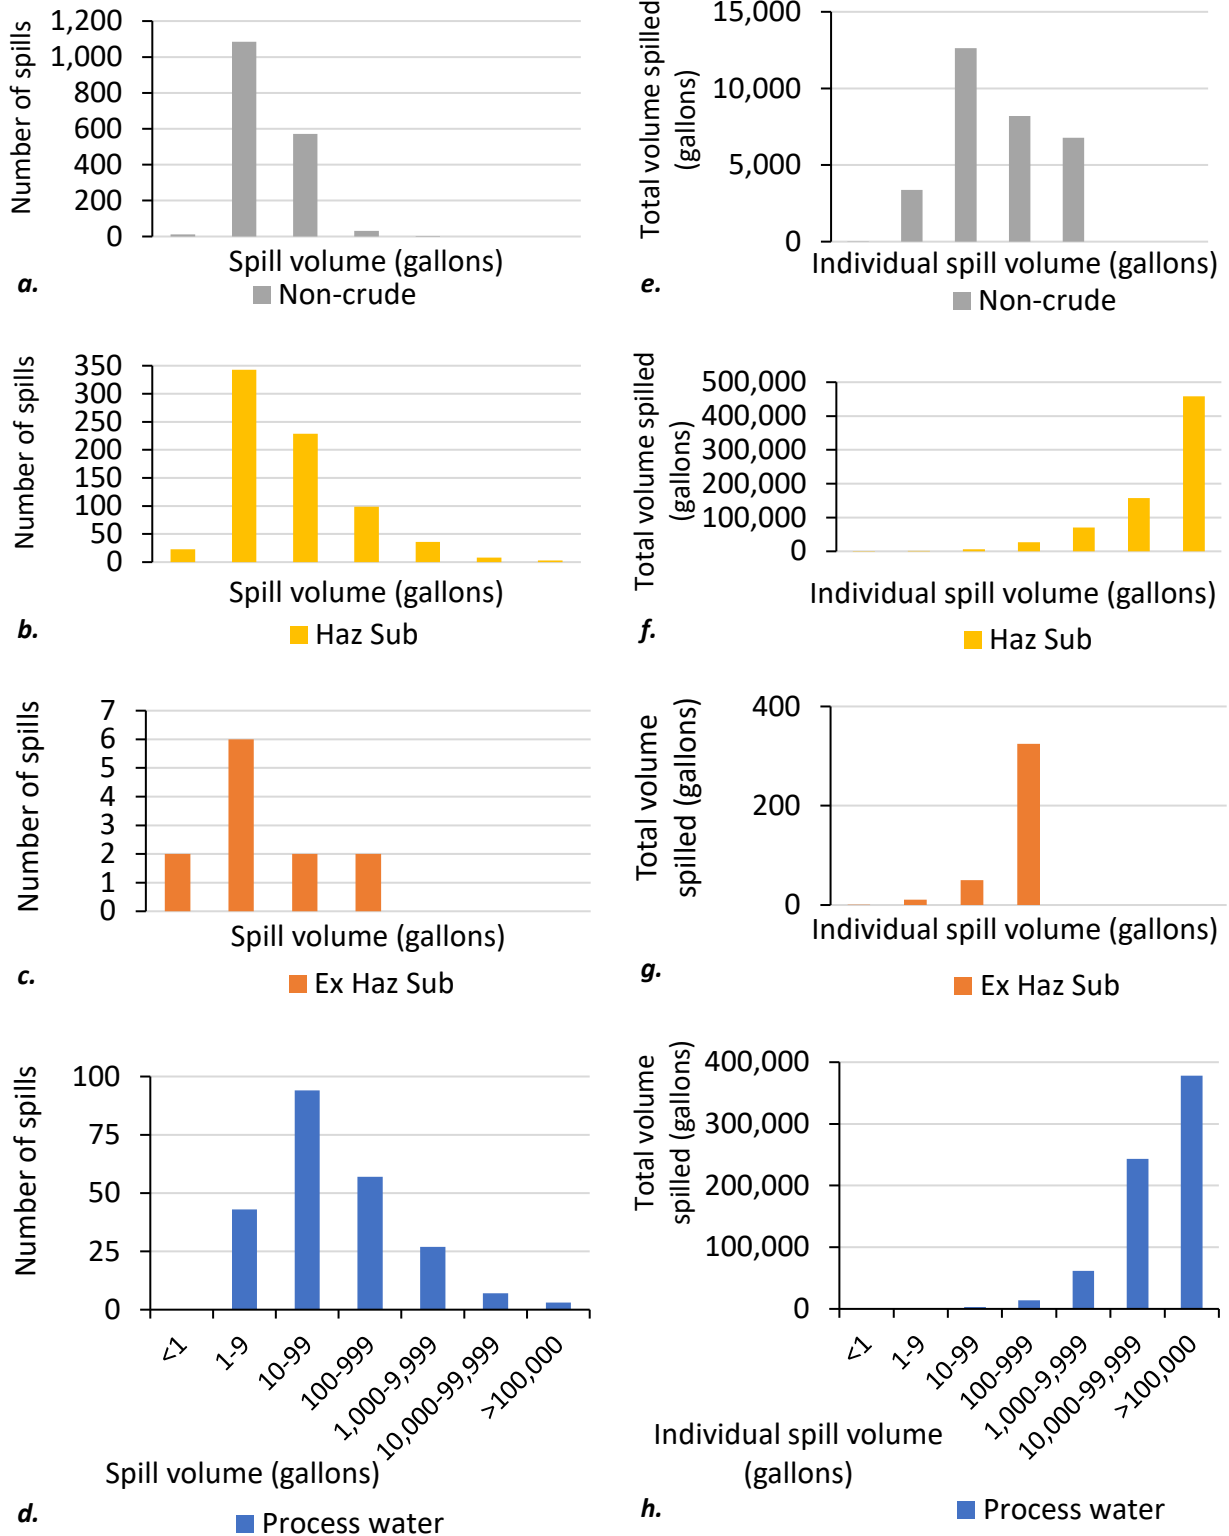 Number of spills
1,200
1,000
800
600
400
200
0
Spill volume (gallons)
a.
Non-crude
Total volume spilled
(gallons)
15,000
10,000
5,000
0
Individual spill volume (gallons)
e.
Non-crude
Number of spills
350
300
250
200
150
100
50
0
Spill volume (gallons)
b.
Haz Sub
Total volume spilled
(gallons)
500,000
400,000
300,000
200,000
100,000
0
Individual spill volume (gallons)
f.
Haz Sub
Number of spills
7
6
5
4
3
2
1
0
Spill volume (gallons)
c.
Ex Haz Sub
Total volume
spilled (gallons)
400
200
0
Individual spill volume (gallons)
g.
Ex Haz Sub
Number of spills
100
75
50
25
0
<1
1-9
10-99
100-999
1,000-9,999
10,000-99,999
>100,000
Spill volume (gallons)
d.
Process water
Total volume
spilled (gallons)
400,000
300,000
200,000
100,000
0
<1
1-9
10-99
100-999
1,000-9,999
10,000-99,999
>100,000
Individual spill volume
(gallons)
h.
Process water